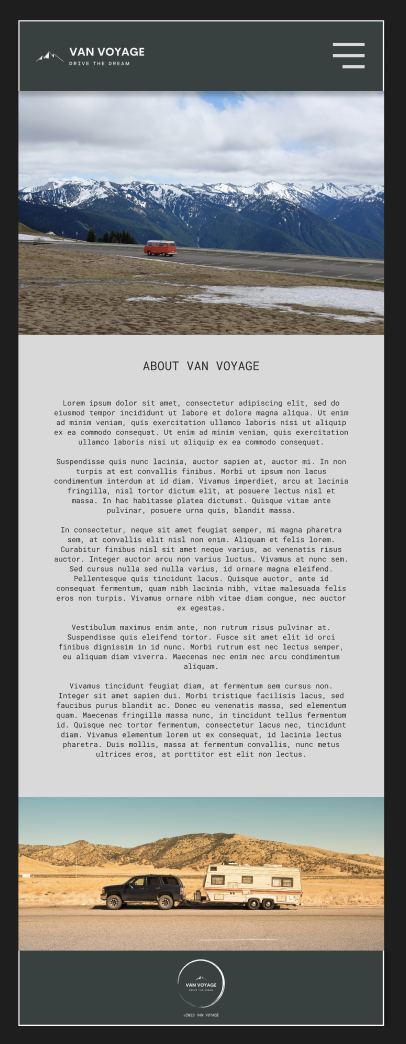 VAN VOYAGE
DRIVE THE DREAM
ABOUT VAN VOYAGE
Lorem ipsum dolor sit amet, consectetur adipiscing elit, sed do
eiusmod tempor incididunt ut labore et dolore magna aliqua. Ut enim
ad minim veniam, quis exercitation ullamco laboris nisi ut aliquip
ex ea commodo consequat. Ut enim ad minim veniam, quis exercitation
ullamco laboris nisi ut aliquip ex ea commodo consequat.
Suspendisse quis nunc lacinia, auctor sapien at, auctor mi. In non
turpis at est convallis finibus. Morbi ut ipsum non lacus
condimentum interdum at id diam. Vivamus imperdiet, arcu at lacinia
fringilla, nisl tortor dictum elit, at posuere lectus nisl et
massa. In hac habitasse platea dictumst. Quisque vitae ante
pulvinar, posuere urna quis, blandit massa.
In consectetur, neque sit amet feugiat semper, mi magna pharetra
sem, at convallis elit nisl non enim. Aliquam et felis lorem.
Curabitur finibus nisl sit amet neque varius, ac venenatis risus
auctor. Integer auctor arcu non varius luctus. Vivamus at nunc sem.
Sed cursus nulla sed nulla varius, id ornare magna eleifend.
Pellentesque quis tincidunt lacus. Quisque auctor, ante id
consequat fermentum, quam nibh lacinia nibh, vitae malesuada felis
eros non turpis. Vivamus ornare nibh vitae diam congue, nec auctor
ex egestas.
Vestibulum maximus enim ante, non rutrum risus pulvinar at.
Suspendisse quis eleifend tortor. Fusce sit amet elit id orci
finibus dignissim in id nunc. Morbi rutrum est nec lectus semper,
eu aliquam diam viverra. Maecenas nec enim nec arcu condimentum
aliquam.
Vivamus tincidunt feugiat diam, at fermentum sem cursus non.
Integer sit amet sapien dui. Morbi tristique facilisis lacus, sed
faucibus purus blandit ac. Donec eu venenatis massa, sed elementum
quam. Maecenas fringilla massa nunc, in tincidunt tellus fermentum
id. Quisque nec tortor fermentum, consectetur lacus nec, tincidunt
diam. Vivamus elementum lorem ut ex consequat, id lacinia lectus
pharetra. Duis mollis, massa at fermentum convallis, nunc metus
ultrices eros, at porttitor est elit non lectus.
VAN VOYAGE
DRIVE THE DREAM
VAN VOYAGE